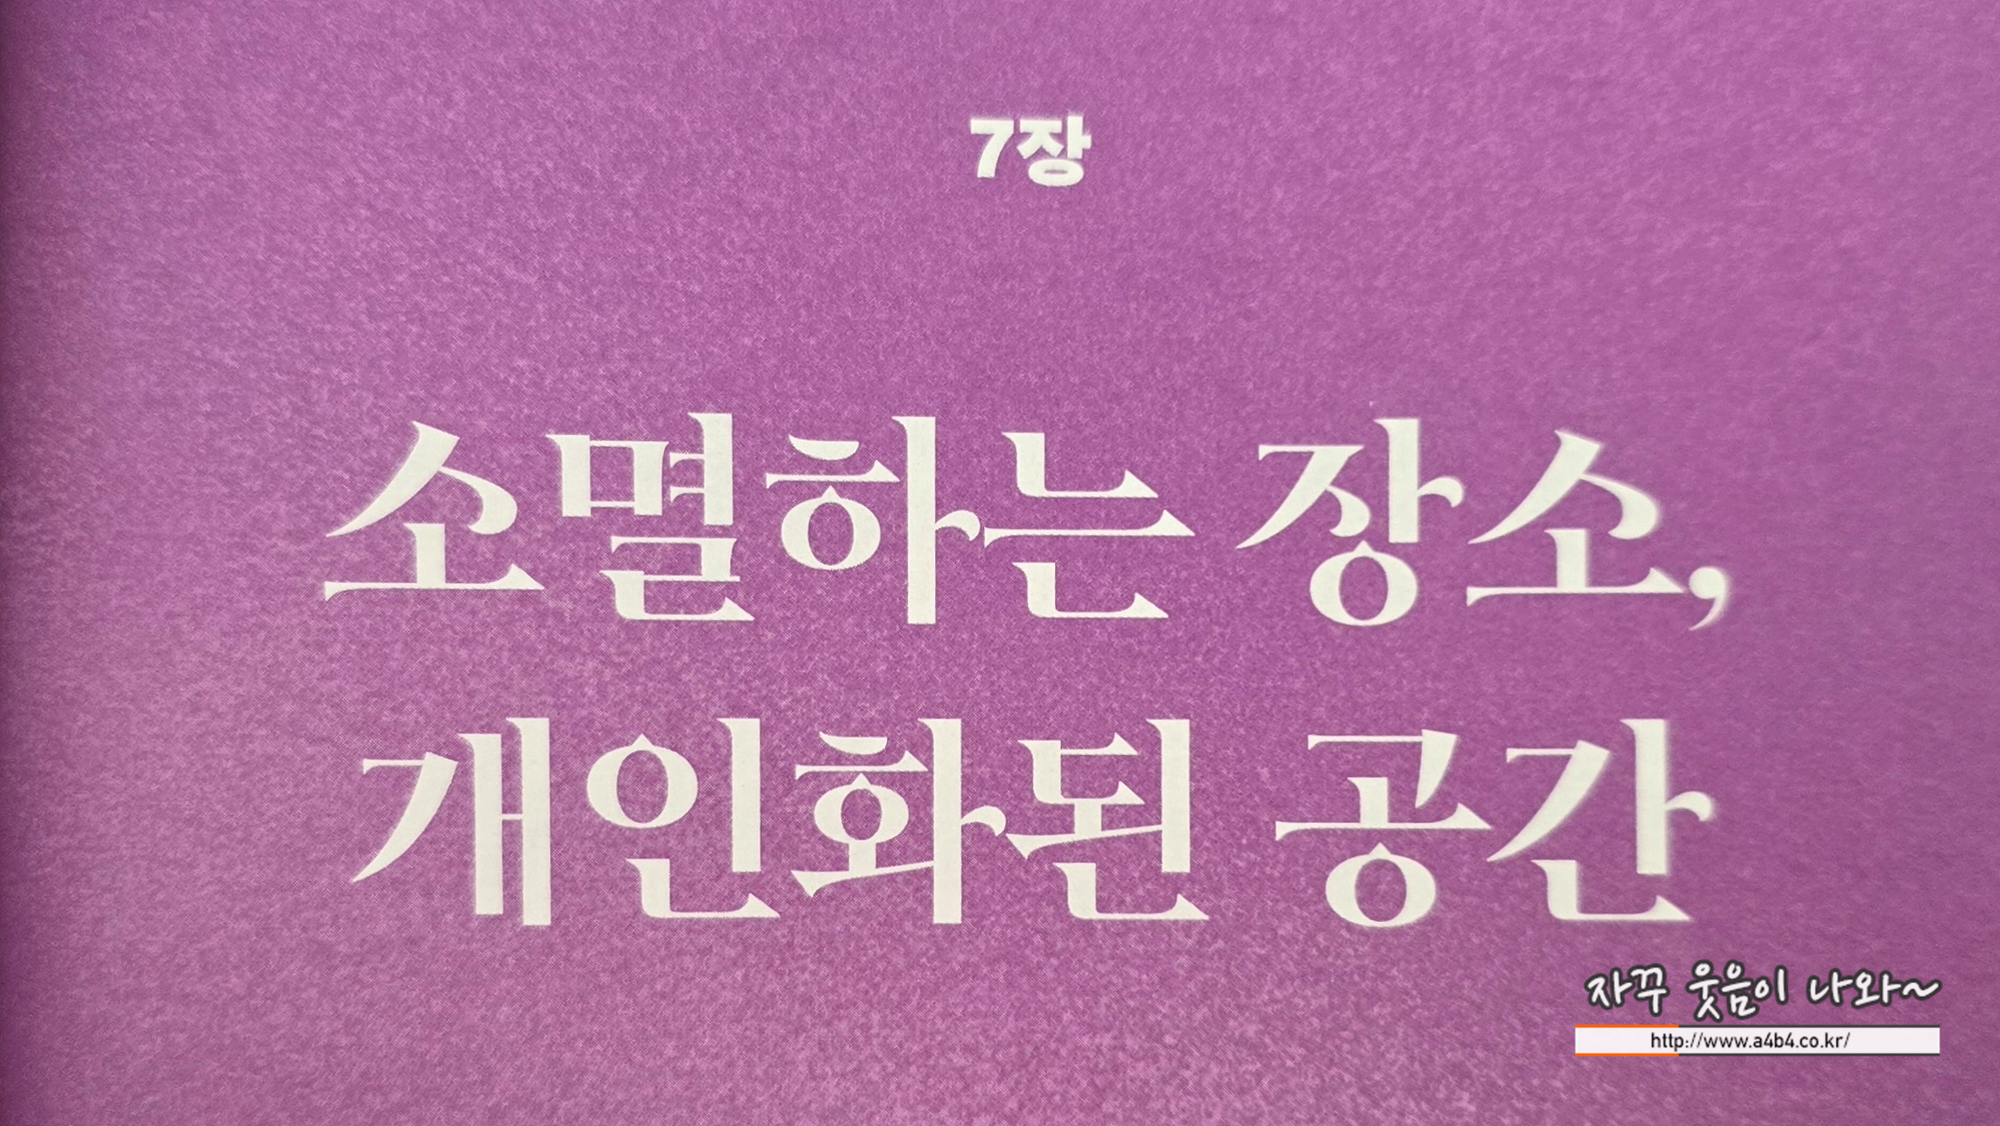 7장
소멸하는 장소,
개인화된 공간
자꾸 웃음이 나와~
http://www.a4b4.co.kr/